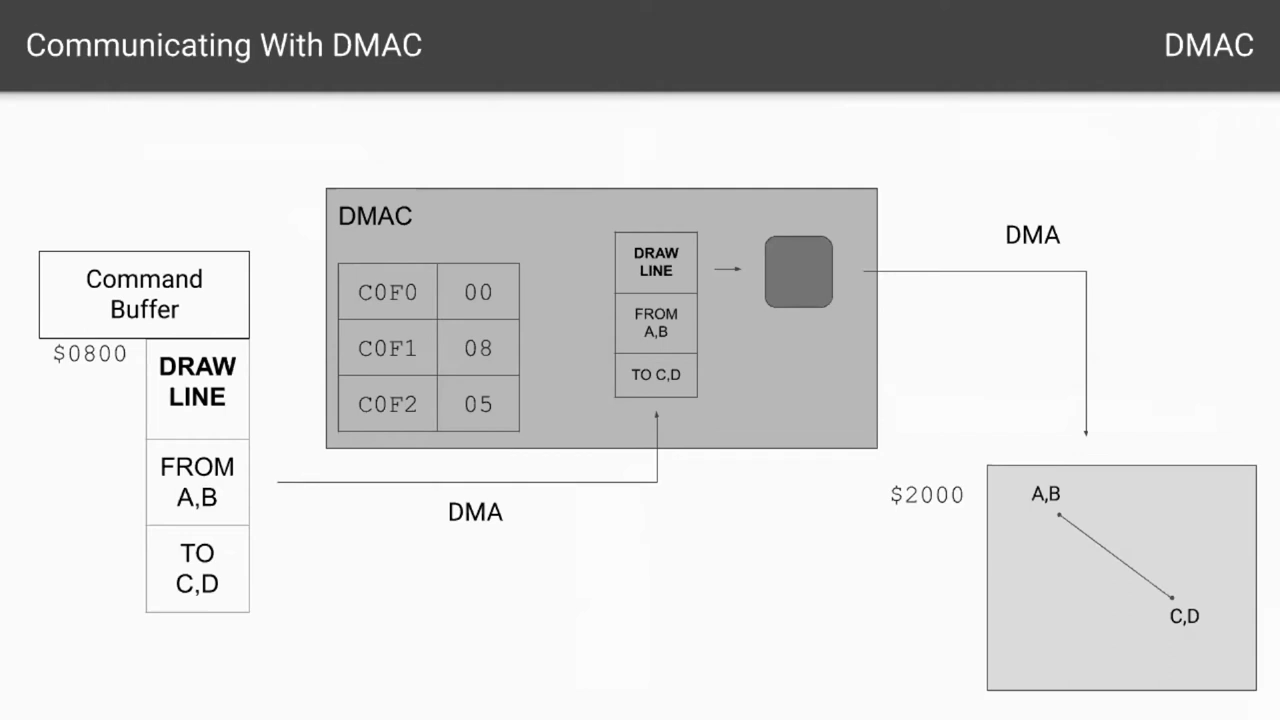 Communicating With DMAC
DMAC
Command
Buffer
$0800
DRAW
LINE
FROM
A,B
TO
C,D
DMAC
C0F0 00
C0F1 08
C0F2 05
DRAW
LINE
FROM
A,B
TO C,D
DMA
DMA
$2000
A,B
C,D